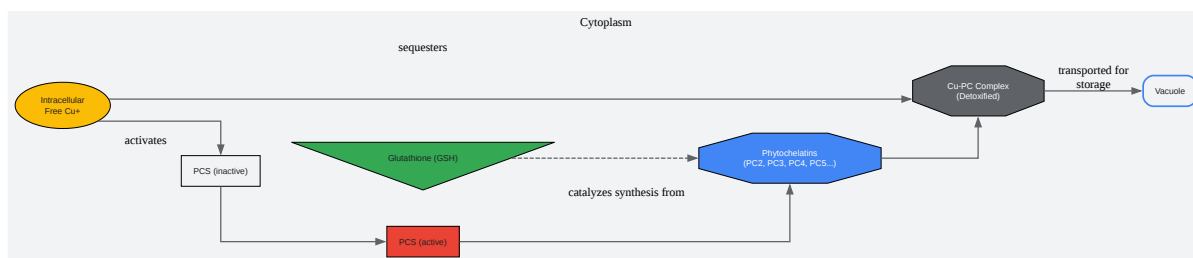 Cytoplasm
sequesters
Intracellular
Free Cu+
activates
PCS (inactive)
Glutathione (GSH)
PCS (active)
catalyzes synthesis from
Phytochelatins
(PC2, PC3, PC4, PC5...)
Cu-PC Complex
(Detoxified)
transported for
storage
Vacuole